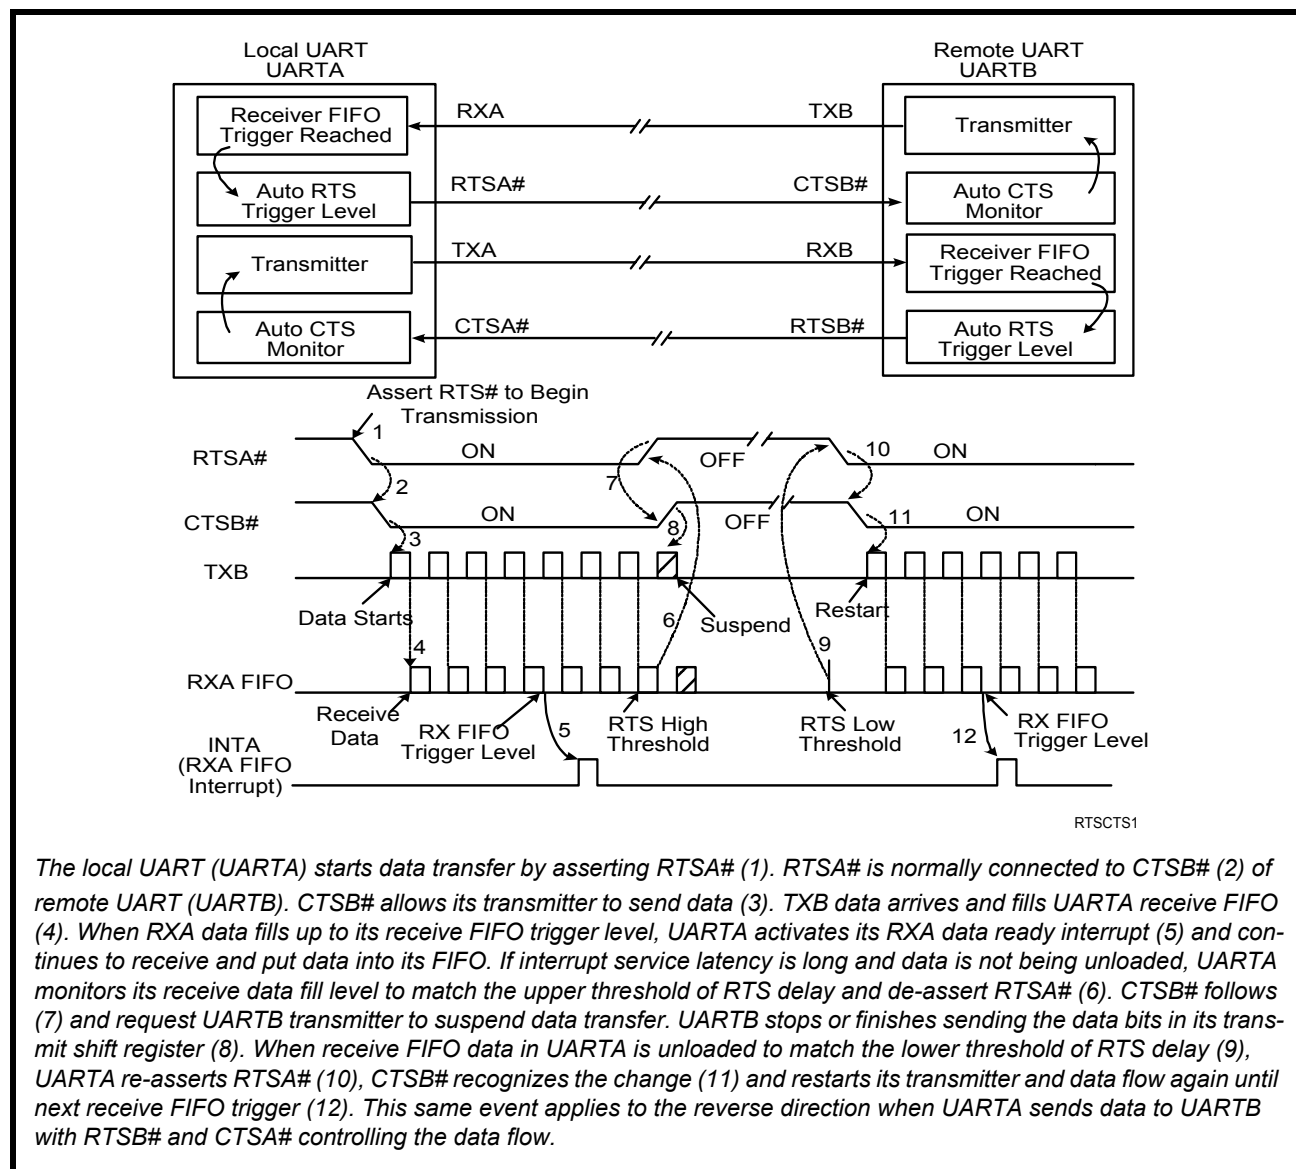 Local UART
UARTA
Remote UART
UARTB
Receiver FIFO
Trigger Reached
RXA
TXB
Transmitter
Auto RTS
Trigger Level
RTSA#
CTSB#
Auto CTS
Monitor
Transmitter
TXA
RXB
Receiver FIFO
Trigger Reached
Auto CTS
Monitor
CTSA#
RTSB#
Auto RTS
Trigger Level
Assert RTS# to Begin
Transmission
1
RTSA#
ON
OFF
10
ON
2
7
CTSB#
ON
OFF
11
ON
3
8
TXB
Data Starts
6
Suspend
Restart
4
9
RXA FIFO
Receive
Data
RX FIFO
Trigger Level
5
RTS High
Threshold
RTS Low
Threshold
12
RX FIFO
Trigger Level
INTA
(RXA FIFO
Interrupt)
RTSCTS1
The local UART (UARTA) starts data transfer by asserting RTSA# (1). RTSA# is normally connected to CTSB# (2) of
remote UART (UARTB). CTSB# allows its transmitter to send data (3). TXB data arrives and fills UARTA receive FIFO
(4). When RXA data fills up to its receive FIFO trigger level, UARTA activates its RXA data ready interrupt (5) and con-
tinues to receive and put data into its FIFO. If interrupt service latency is long and data is not being unloaded, UARTA
monitors its receive data fill level to match the upper threshold of RTS delay and de-assert RTSA# (6). CTSB# follows
(7) and request UARTB transmitter to suspend data transfer. UARTB stops or finishes sending the data bits in its trans-
mit shift register (8). When receive FIFO data in UARTA is unloaded to match the lower threshold of RTS delay (9),
UARTA re-asserts RTSA# (10), CTSB# recognizes the change (11) and restarts its transmitter and data flow again until
next receive FIFO trigger (12). This same event applies to the reverse direction when UARTA sends data to UARTB
with RTSB# and CTSA# controlling the data flow.